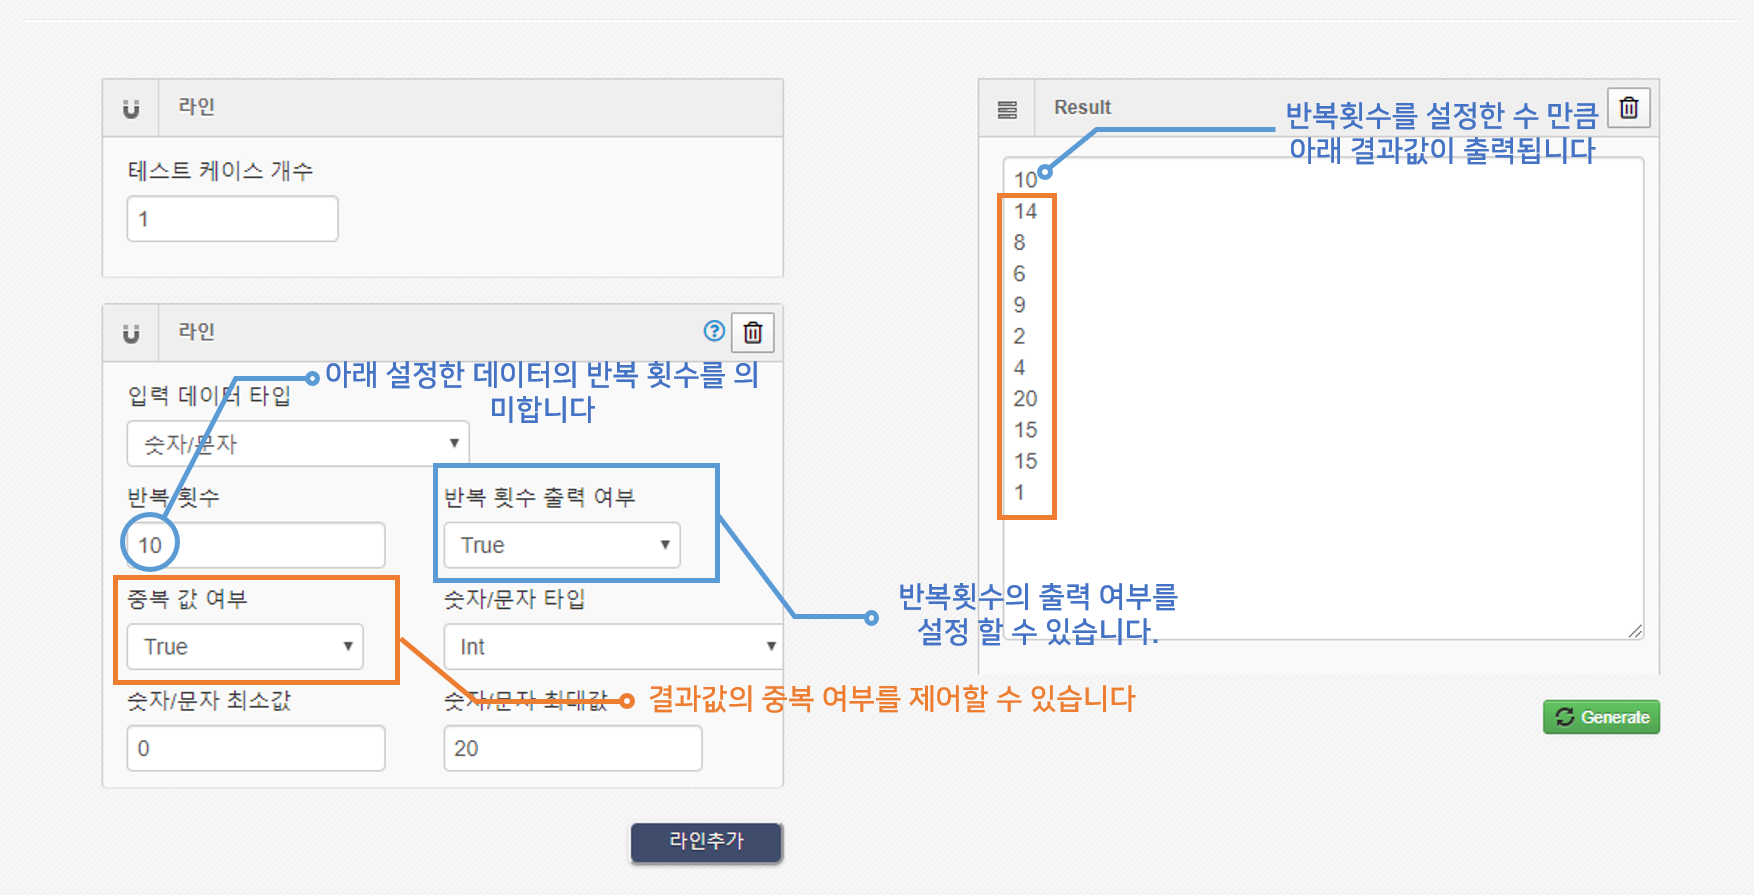 라인
테스트 케이스 개수
1
라인
아래 설정한 데이터의 반복 횟수를 의
미합니다
입력 데이터 타입
숫자/문자
반복 횟수
반복 횟수 출력 여부
10
True
중복 값 여부
숫자/문자 타입
True
Int
숫자/문자 최소값
숫자/문자 최대값
0
20
라인추가
반복횟수의 출력 여부를
설정 할 수 있습니다.
결과값의 중복 여부를 제어할 수 있습니다
Result
반복횟수를 설정한 수 만큼
아래 결과값이 출력됩니다
10
14
8
6
9
2
4
20
15
15
1
Generate